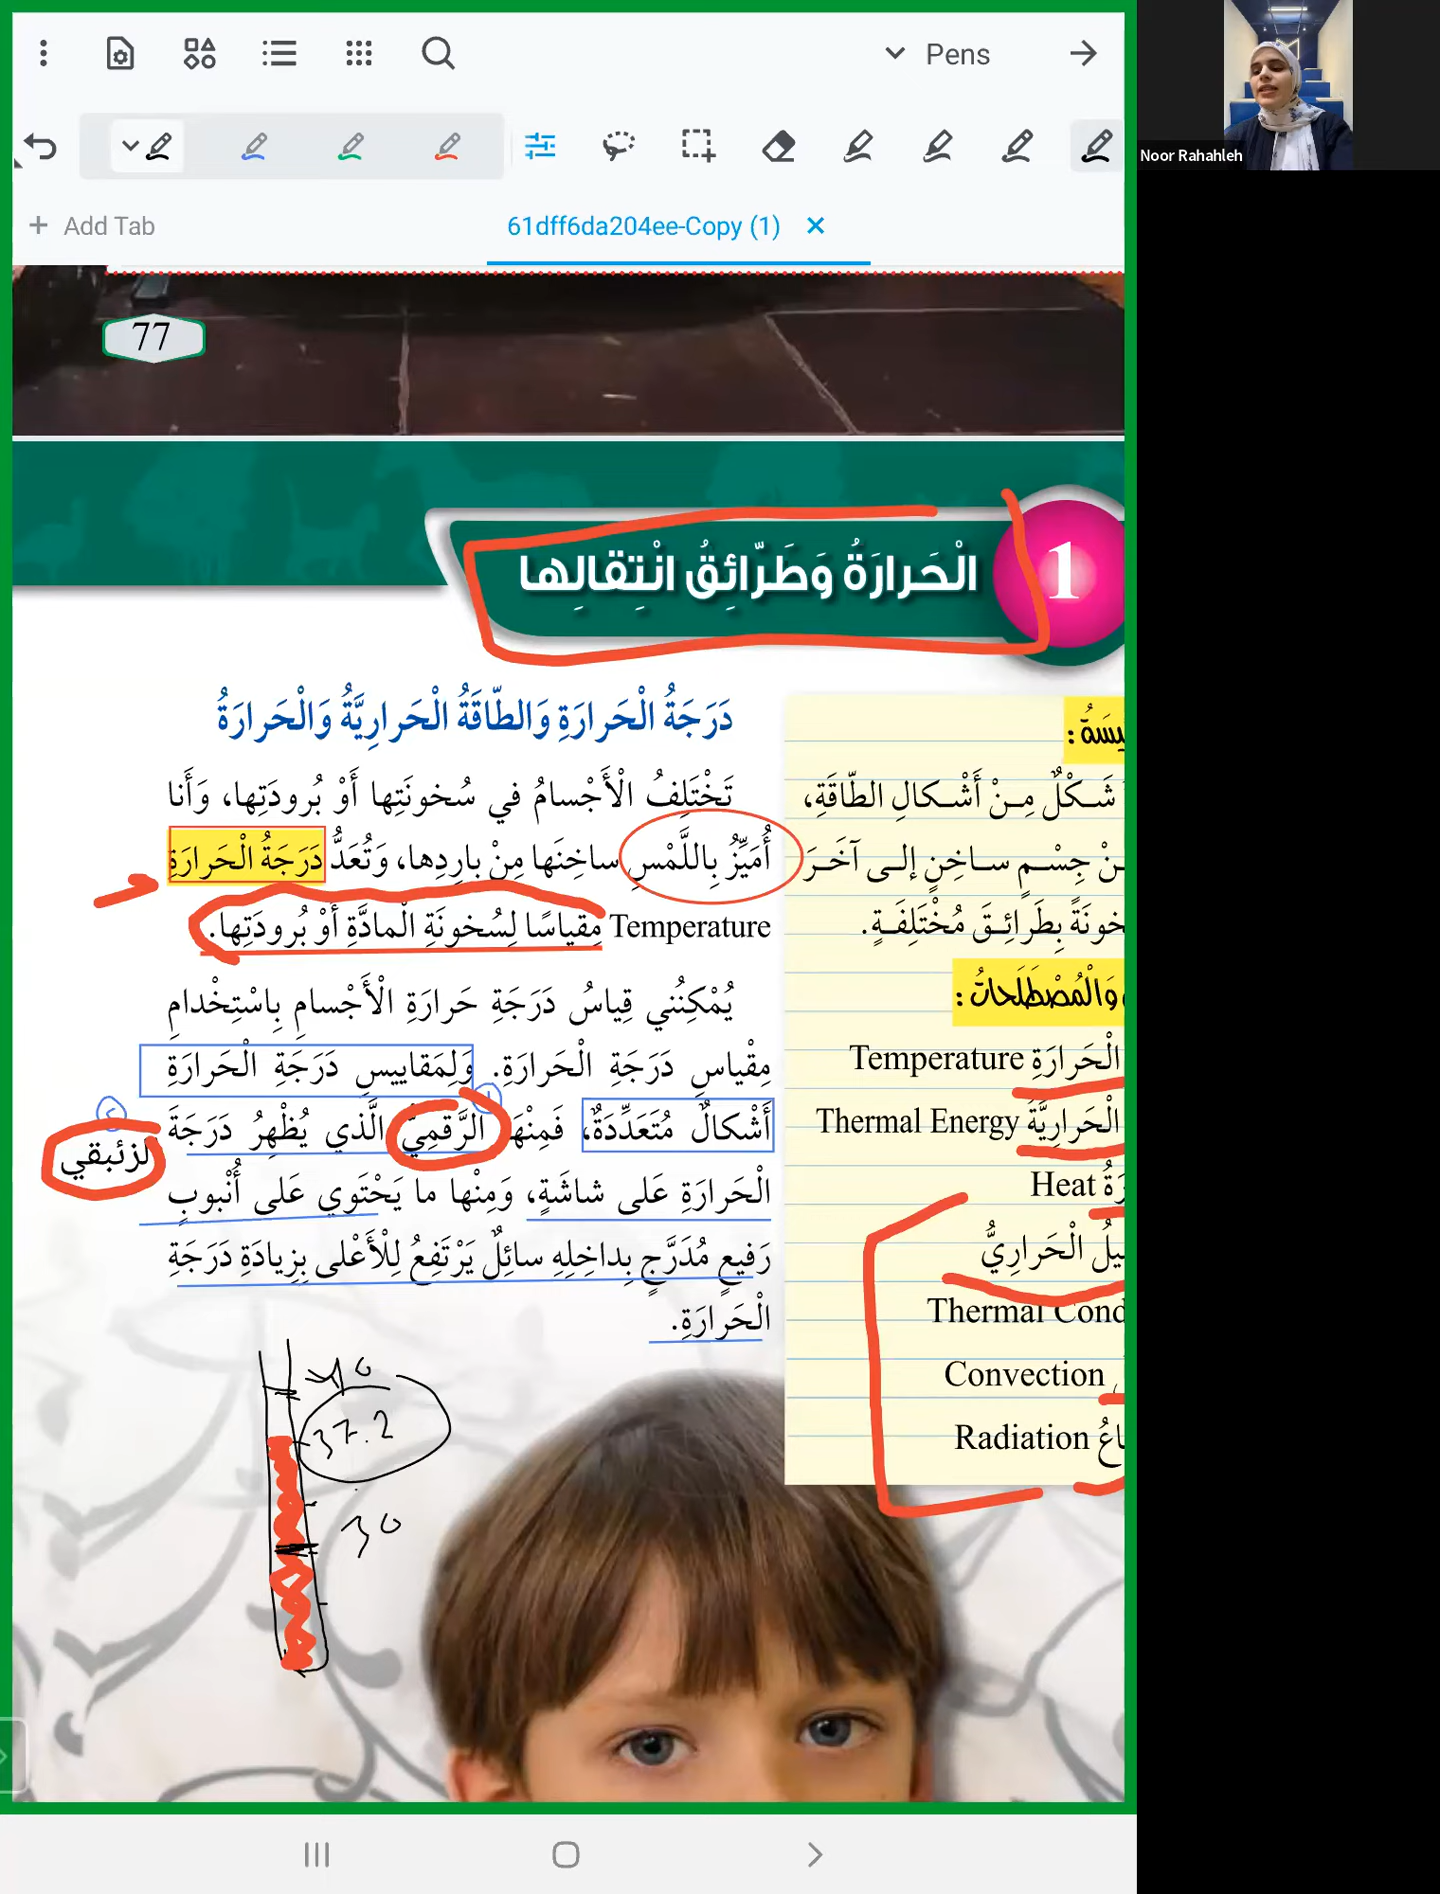 Pens
Noor Rahahleh
Add Tab
61dff6da204ee-Copy (1)
77
1
الْحَرارَةُ وَطَرَائِقُ انْتِقالِها
دَرَجَةُ الْحَرارَةِ وَالطّاقَةُ الْحَرارِيَّةُ وَالْحَرارَةُ
تَخْتَلِفُ الْأَجْسامُ في سُخونَتِها أَوْ بُرودَتِها، وَأَنا
أُمَيِّزُ بِاللَّمْسِ ساخِنَها مِنْ بارِدِها، وَتُعَدُّ دَرَجَةُ الْحَرارَةِ
Temperature مِقياسًا لِسُخونَةِ الْمادَّةِ أَوْ بُرودَتِها.
يُمْكِنُني قِياسُ دَرَجَةِ حَرارَةِ الْأَجْسامِ بِاسْتِخْدامِ
مِقْياسِ دَرَجَةِ الْحَرارَةِ. وَلِمَقاييسِ دَرَجَةِ الْحَرارَةِ
أَشْكالٌ مُتَعَدِّدَةٌ، فَمِنْها الرَّقَمِيُّ الَّذي يُظْهِرُ دَرَجَةَ
الْحَرارَةِ عَلى شاشَةٍ، وَمِنْها ما يَحْتَوي عَلى أُنْبوبٍ
رَفيعٍ مُدَرَّجٍ بِداخِلِهِ سائِلٌ يَرْتَفِعُ لِلْأَعْلى بِزِيادَةِ دَرَجَةِ
الْحَرارَةِ.
لزئبقي
37.2
شَكْلٌ مِنْ أَشْكالِ الطّاقَةِ،
جِسْمٍ ساخِنٍ إلى آخَرَ
بِطَرائِقَ مُخْتَلِفَةٍ.
وَالْمُصْطَلَحاتُ :
الْحَرارَةِ Temperature
الْحَرارِيَّةُ Thermal Energy
Heat
الْحَرارِيُّ
Thermal Cond
Convection
Radiation